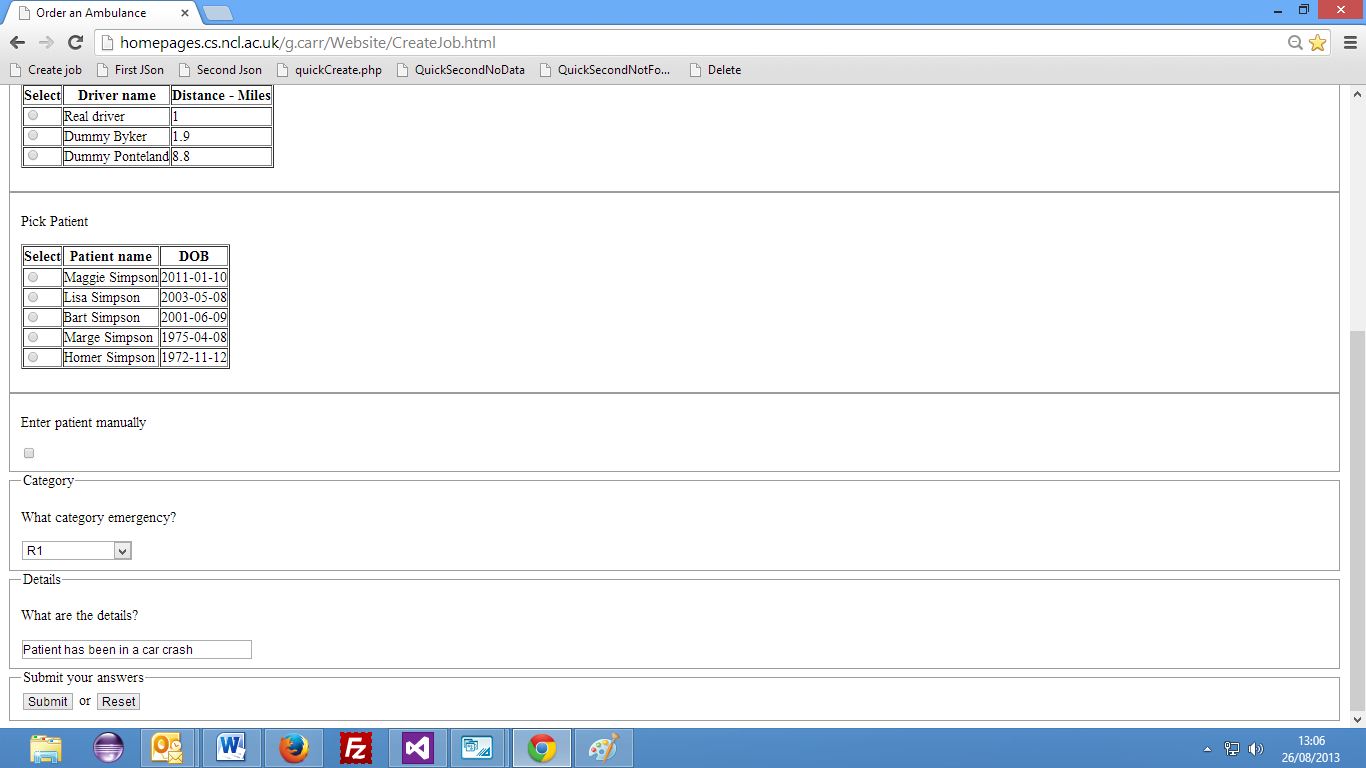 Order an Ambulance
homepages.cs.ncl.ac.uk/g.carr/Website/CreateJob.html
Create job First JSon Second Json quickCreate.php QuickSecondNoData QuickSecondNotFo... Delete
Select Driver name Distance - Miles
Real driver 1
Dummy Byker 1.9
Dummy Ponteland 8.8
Pick Patient
Select Patient name DOB
Maggie Simpson 2011-01-10
Lisa Simpson 2003-05-08
Bart Simpson 2001-06-09
Marge Simpson 1975-04-08
Homer Simpson 1972-11-12
Enter patient manually
Category
What category emergency?
R1
Details
What are the details?
Patient has been in a car crash
Submit your answers
Submit or Reset
13:06
26/08/2013